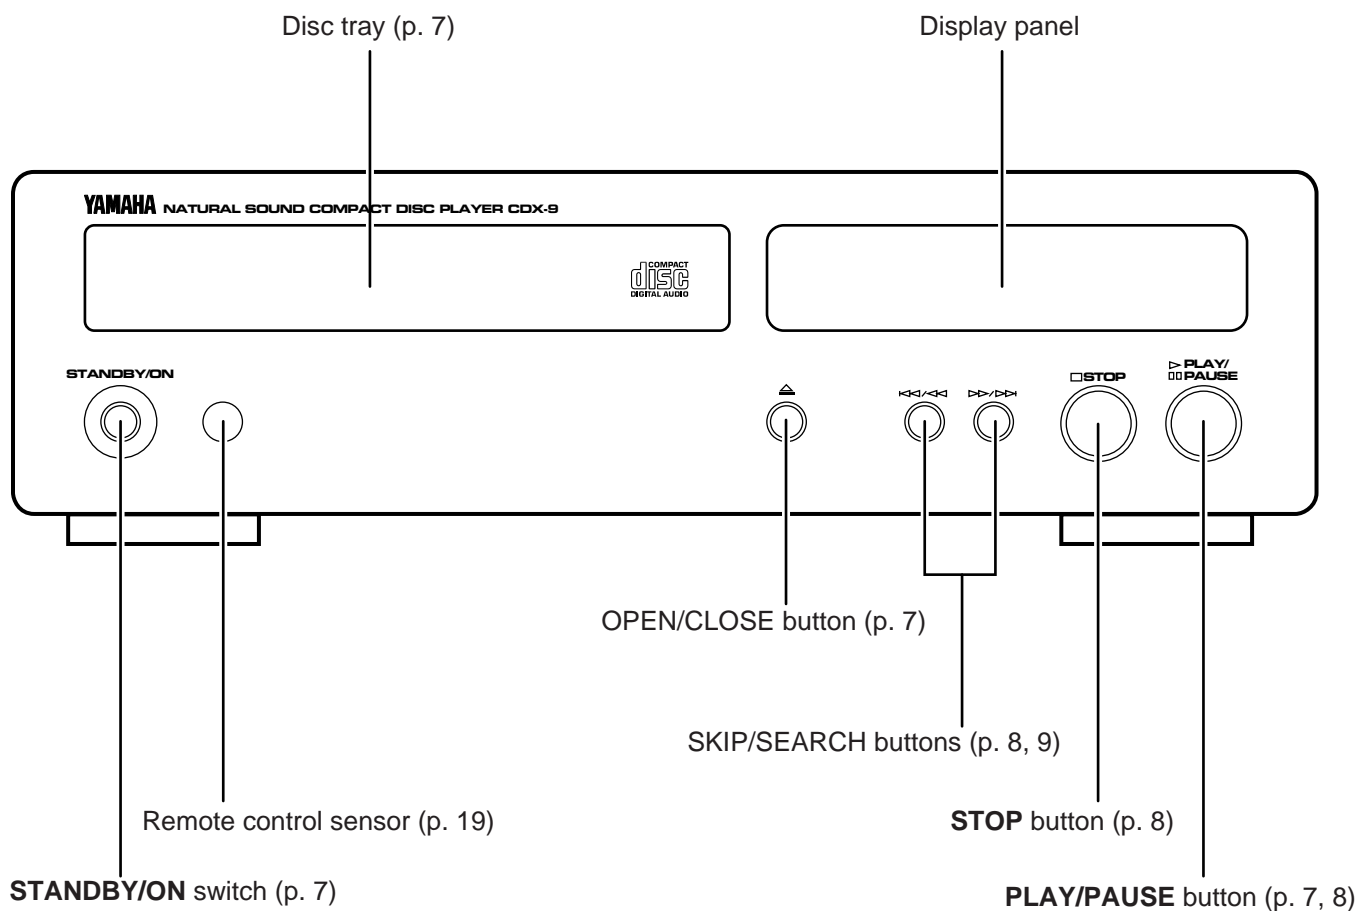 Disc tray (p. 7)
Display panel
YAMAHA NATURAL SOUND COMPACT DISC PLAYER CDX-9
COMPACT
disc
DIGITAL AUDIO
STANDBY/ON
STOP
PLAY/
PAUSE
OPEN/CLOSE button (p. 7)
SKIP/SEARCH buttons (p. 8, 9)
Remote control sensor (p. 19)
STOP button (p. 8)
STANDBY/ON switch (p. 7)
PLAY/PAUSE button (p. 7, 8)